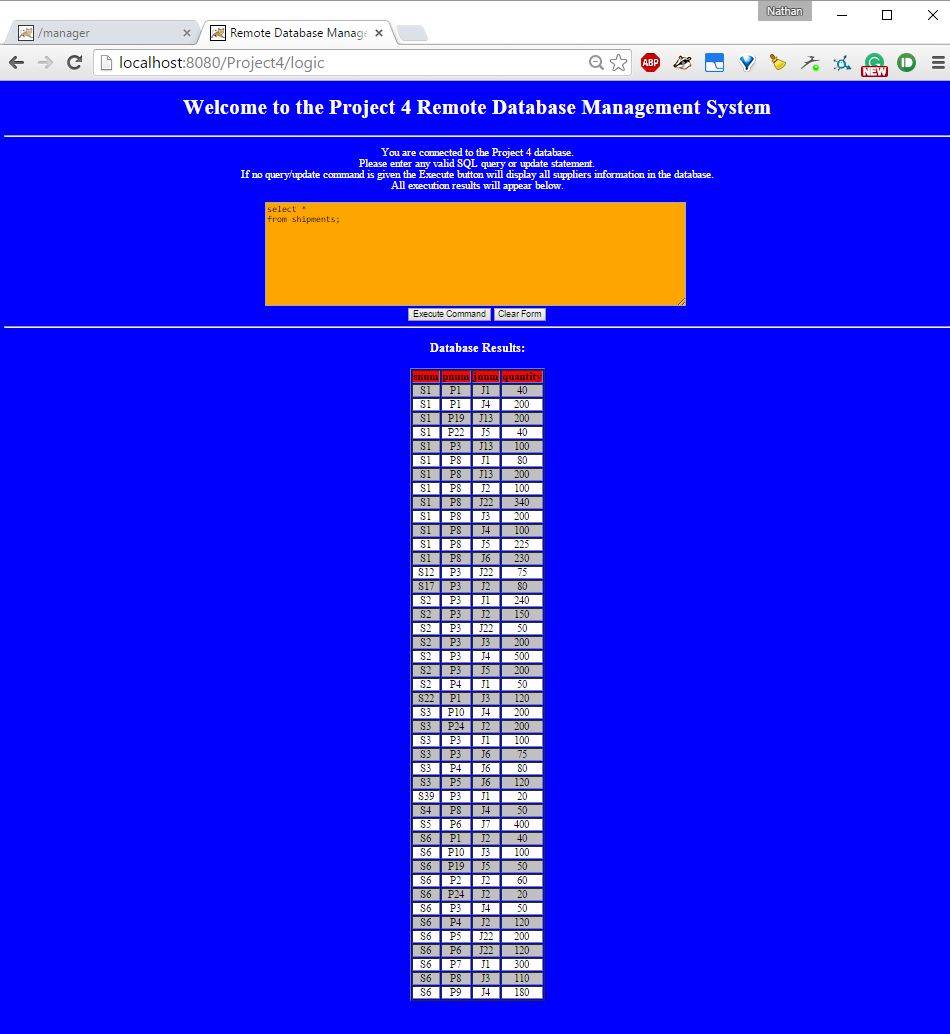 Nathan
/manager
Remote Database Manage
localhost:8080/Project4/logic
ABP
NEW
Welcome to the Project 4 Remote Database Management System
You are connected to the Project 4 database.
Please enter any valid SQL query or update statement.
If no query/update command is given the Execute button will display all suppliers information in the database.
All execution results will appear below.
select *
from shipments;
Execute Command Clear Form
Database Results:
snum pnum jnum quantity
S1 P1 J1 40
S1 P1 J4 200
S1 P19 J13 200
S1 P22 J5 40
S1 P3 J13 100
S1 P8 J1 80
S1 P8 J13 200
S1 P8 J2 100
S1 P8 J22 340
S1 P8 J3 200
S1 P8 J4 100
S1 P8 J5 225
S1 P8 J6 230
S12 P3 J22 75
S17 P3 J2 80
S2 P3 J1 240
S2 P3 J2 150
S2 P3 J22 50
S2 P3 J3 200
S2 P3 J4 500
S2 P3 J5 200
S2 P4 J1 50
S22 P1 J3 120
S3 P10 J4 200
S3 P24 J2 200
S3 P3 J1 100
S3 P3 J6 75
S3 P4 J6 80
S3 P5 J6 120
S39 P3 J1 20
S4 P8 J4 50
S5 P6 J7 400
S6 P1 J2 40
S6 P10 J3 100
S6 P19 J5 50
S6 P2 J2 60
S6 P24 J2 20
S6 P3 J4 50
S6 P4 J2 120
S6 P5 J22 200
S6 P6 J22 120
S6 P7 J1 300
S6 P8 J3 110
S6 P9 J4 180